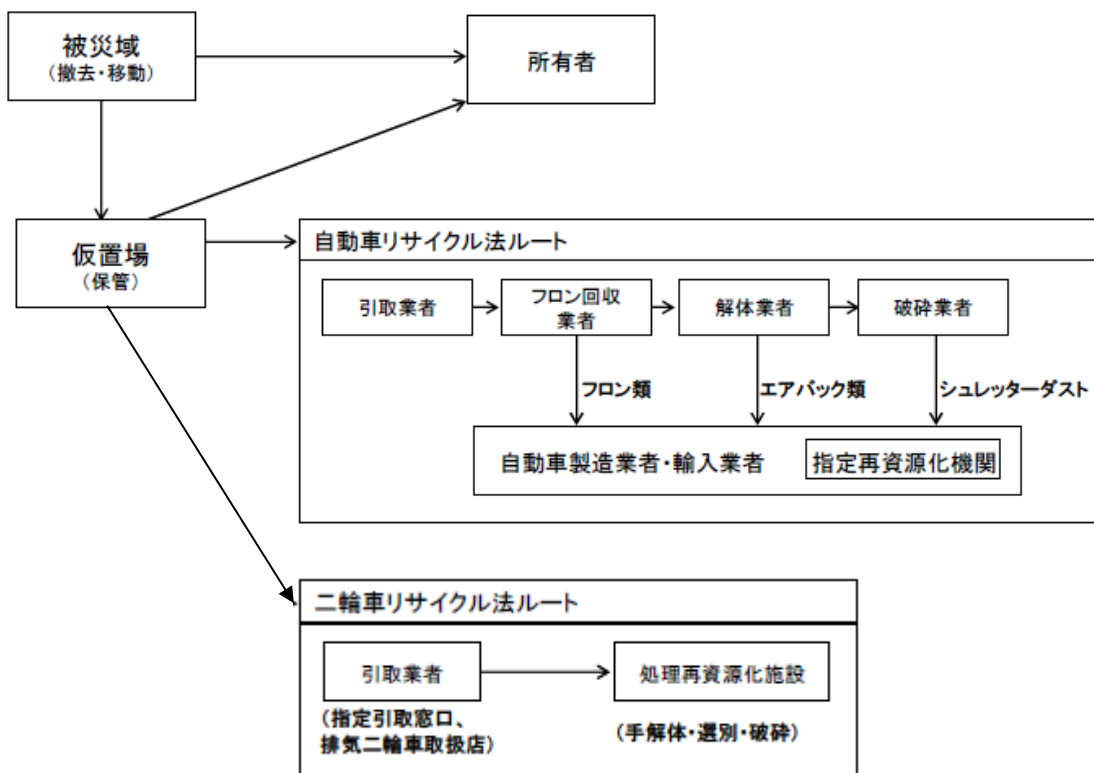 被災域
(撤去・移動)
所有者
仮置場
(保管)
自動車リサイクル法ルート
引取業者
フロン回収
業者
解体業者
破砕業者
フロン類
エアバック類
シュレッターダスト
自動車製造業者・輸入業者
指定再資源化機関
二輪車リサイクル法ルート
引取業者
処理再資源化施設
(指定引取窓口、
排気二輪車取扱店)
(手解体・選別・破砕)